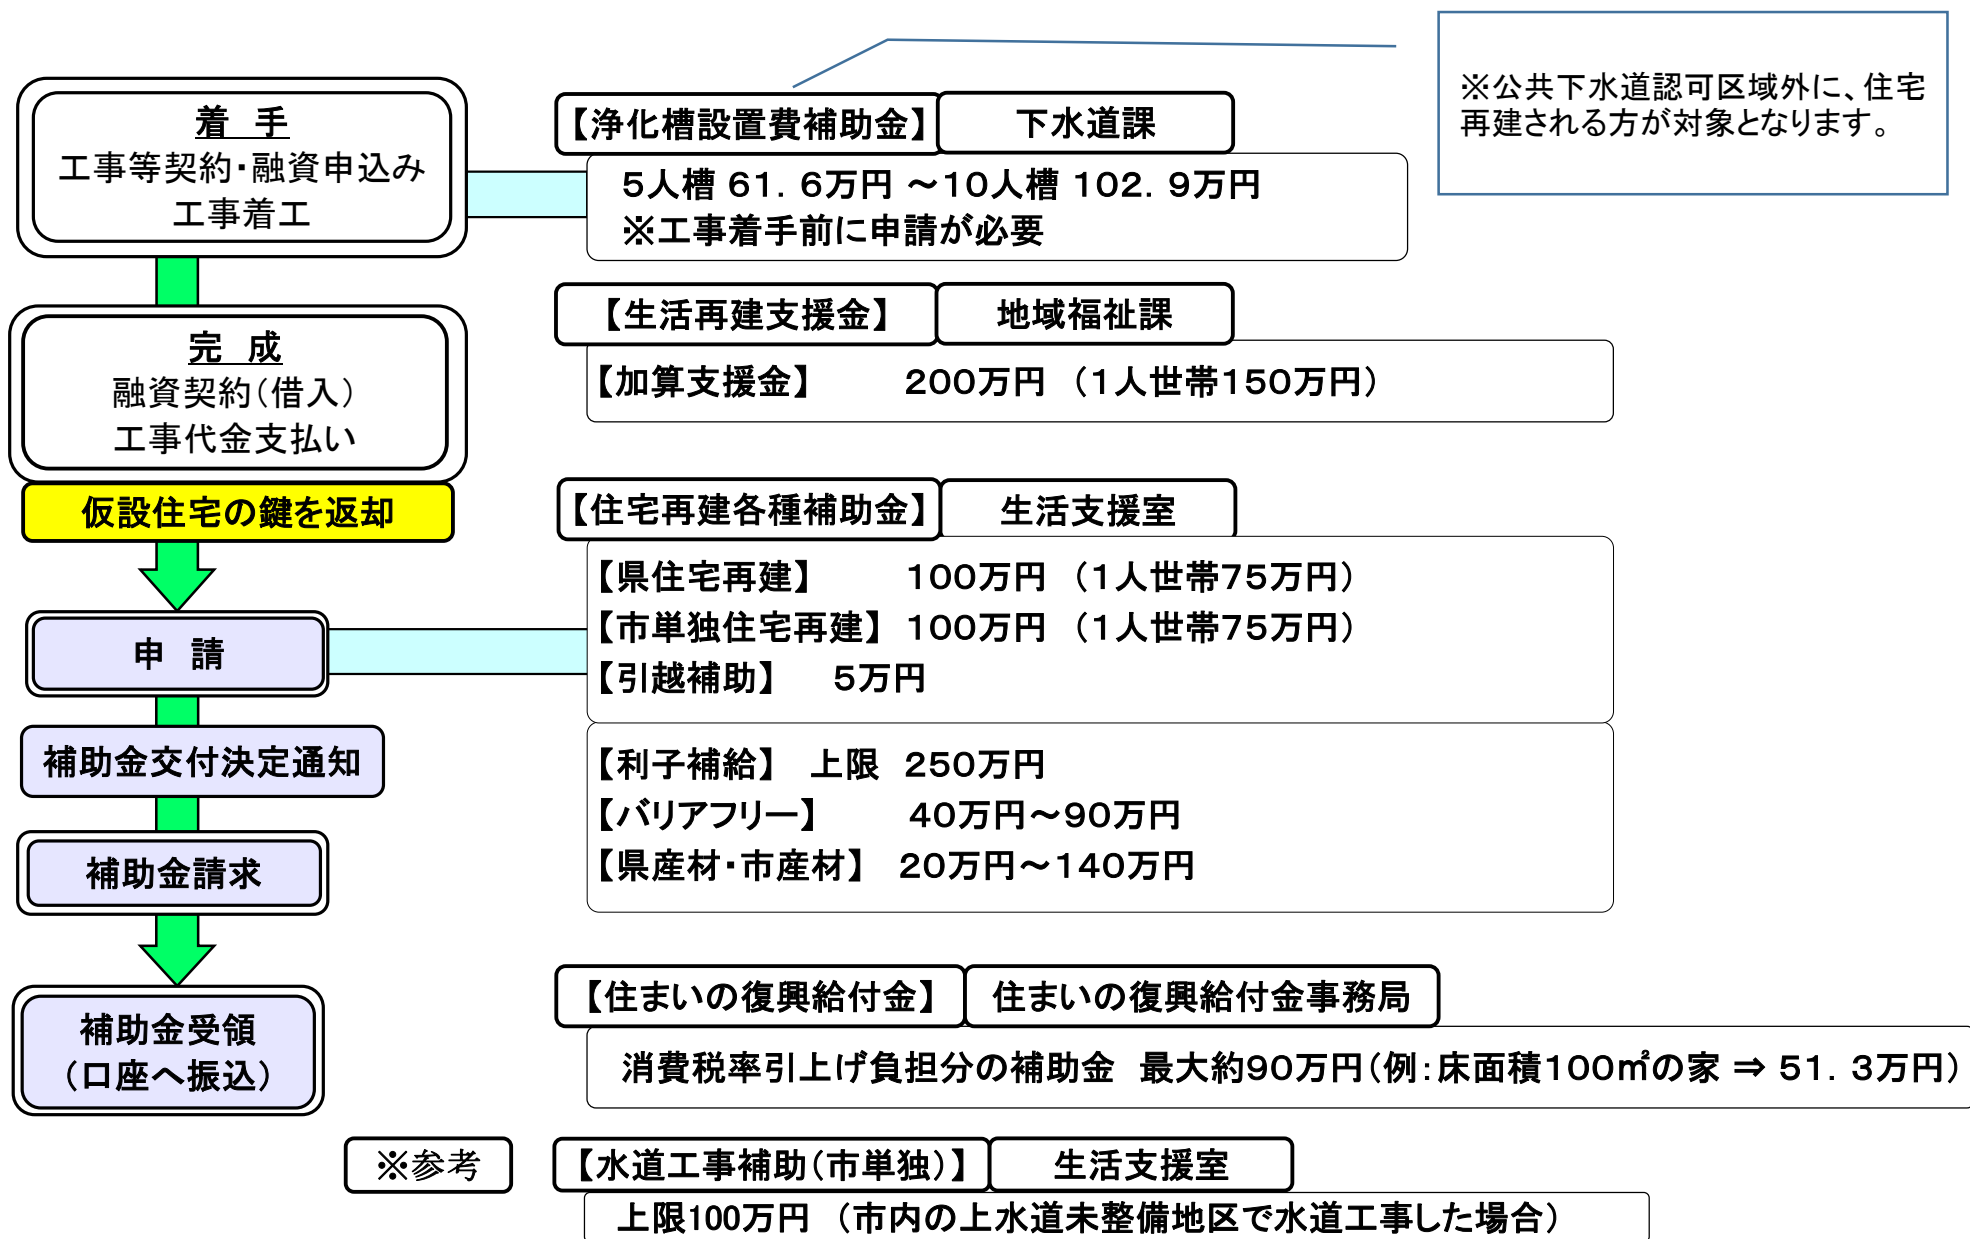 ※公共下水道認可区域外に、住宅
再建される方が対象となります。
着 手
工事等契約・融資申込み
工事着工
【浄化槽設置費補助金】 下水道課
5人槽 61.6万円 ～10人槽 102.9万円
※工事着手前に申請が必要
完 成
融資契約(借入)
工事代金支払い
【生活再建支援金】 地域福祉課
【加算支援金】 200万円 (1人世帯150万円)
仮設住宅の鍵を返却
【住宅再建各種補助金】 生活支援室
【県住宅再建】 100万円 (1人世帯75万円)
【市単独住宅再建】 100万円 (1人世帯75万円)
【引越補助】 5万円
申 請
補助金交付決定通知
【利子補給】 上限 250万円
【バリアフリー】 40万円～90万円
【県産材・市産材】 20万円～140万円
補助金請求
補助金受領
(口座へ振込)
【住まいの復興給付金】 住まいの復興給付金事務局
消費税率引上げ負担分の補助金 最大約90万円(例:床面積100㎡の家 ⇒ 51.3万円)
※参考
【水道工事補助(市単独)】 生活支援室
上限100万円 (市内の上水道未整備地区で水道工事した場合)